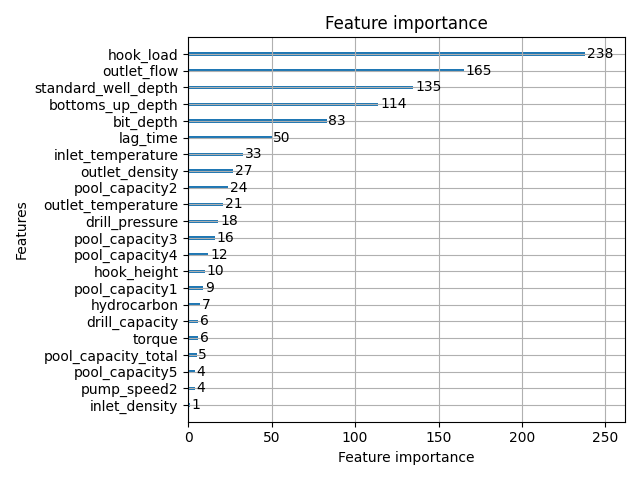 Feature importance
hook_load 238
outlet_flow 165
standard_well_depth 135
bottoms_up_depth 114
bit_depth 83
lag_time 50
inlet_temperature 33
outlet_density 27
pool_capacity2 24
outlet_temperature 21
drill_pressure 18
pool_capacity3 16
pool_capacity4 12
hook_height 10
pool_capacity1 9
hydrocarbon 7
drill_capacity 6
torque 6
pool_capacity_total 5
pool_capacity5 4
pump_speed2 4
inlet_density 1
Features
0 50 100 150 200 250
Feature importance